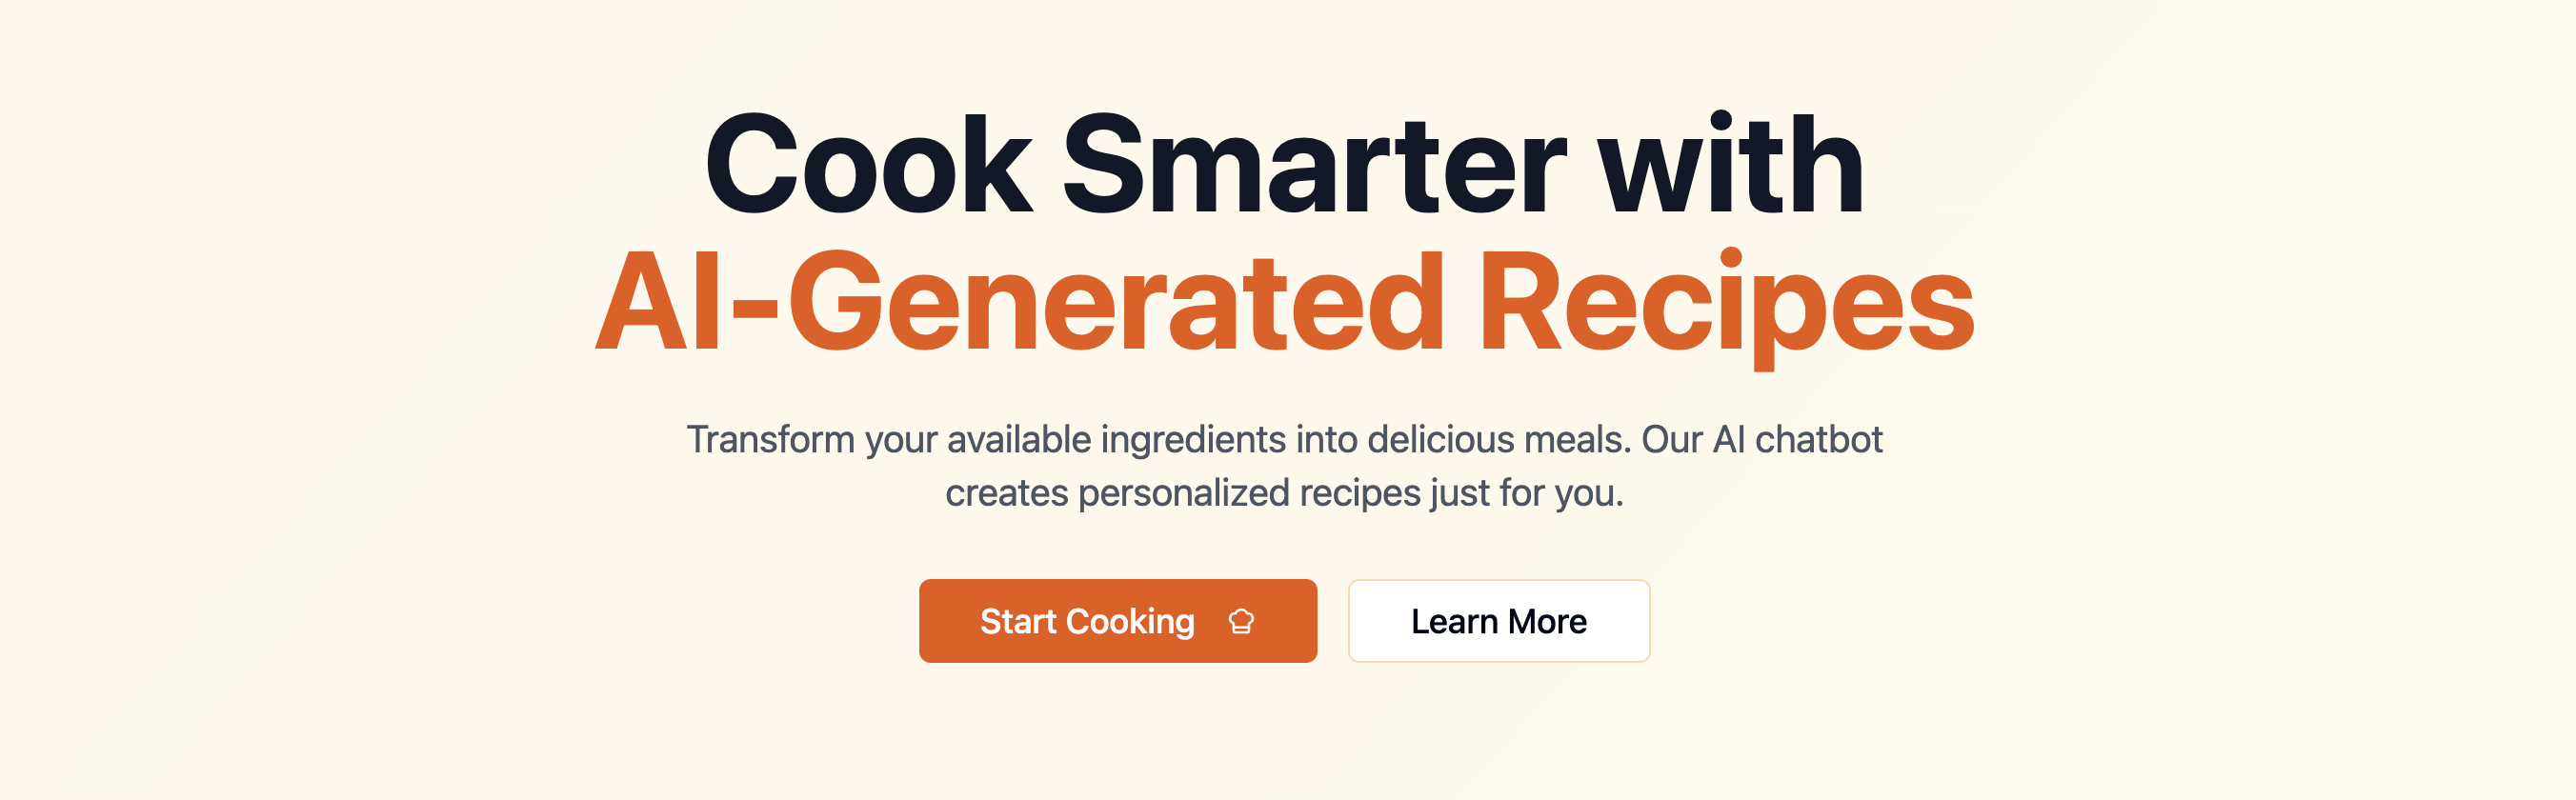 Cook Smarter with
AI-Generated Recipes
Transform your available ingredients into delicious meals. Our AI chatbot
creates personalized recipes just for you.
Start Cooking
Learn More